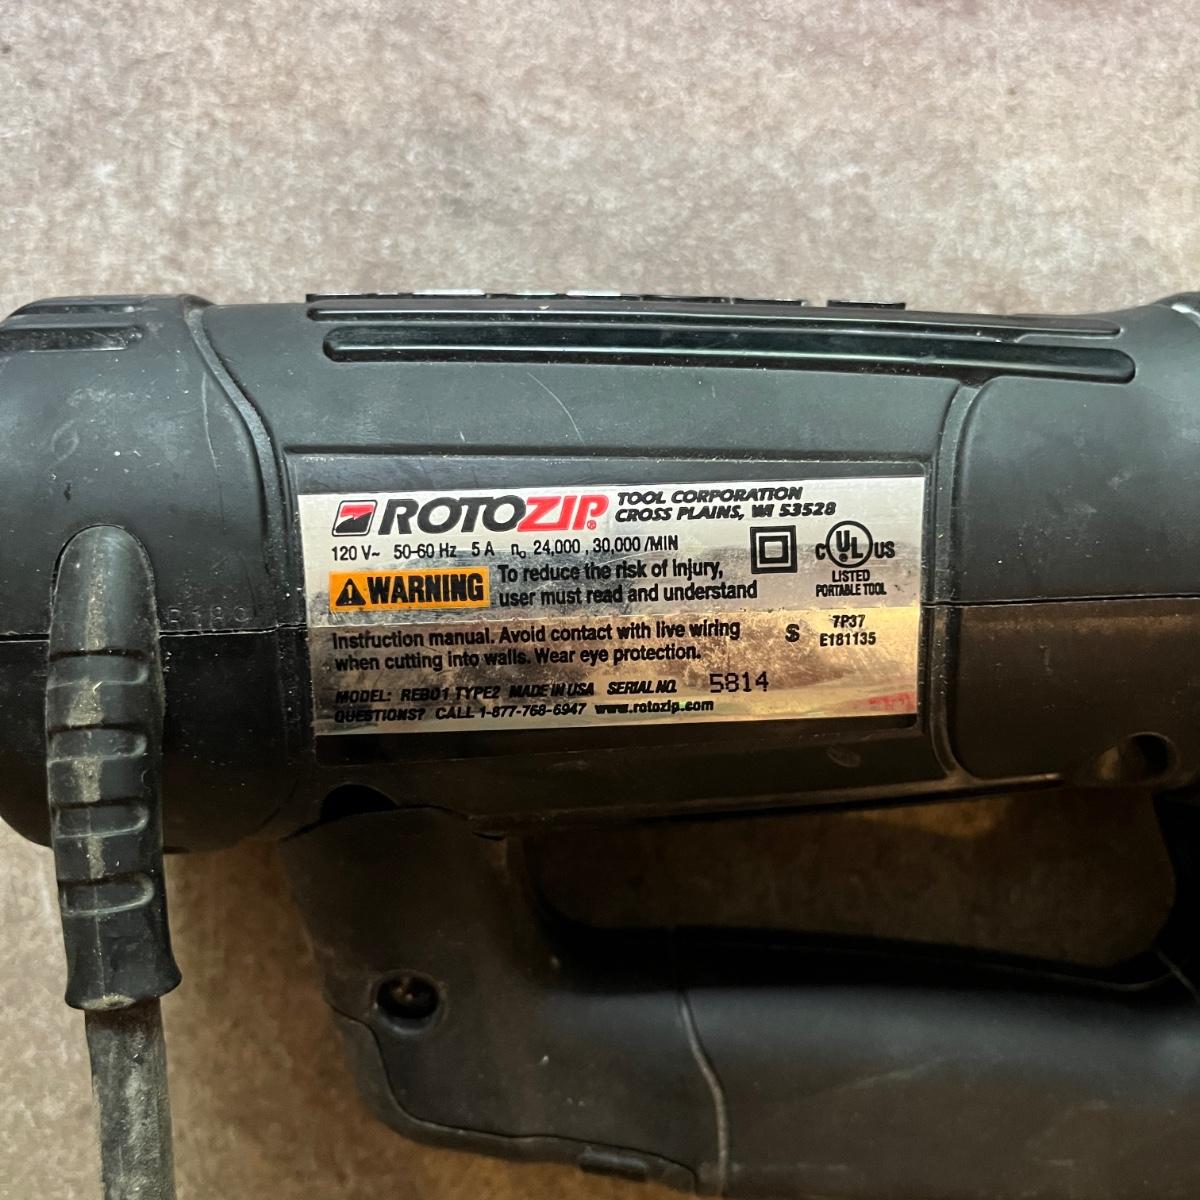 ROTOZIP® TOOL CORPORATION
CROSS PLAINS, WI 53528
120 V~ 50-60 Hz 5 A n₀ 24,000 , 30,000 /MIN
WARNING To reduce the risk of injury,
user must read and understand
Instruction manual. Avoid contact with live wiring
when cutting into walls. Wear eye protection.
MODEL: REB01 TYPE2 MADE IN USA SERIAL NO. 5814
QUESTIONS? CALL 1-877-768-6947 www.rotozip.com
C UL US
LISTED
PORTABLE TOOL
S 7P37
E181135